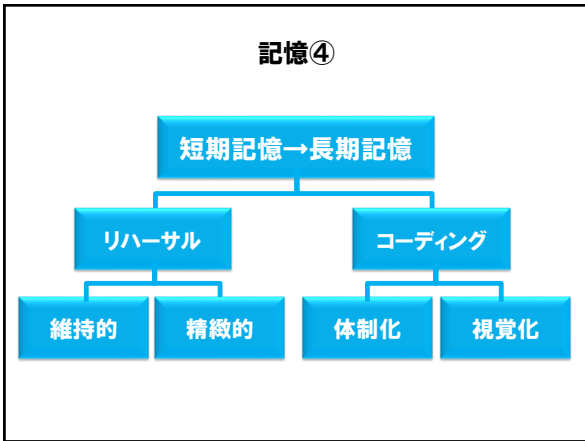 記憶④
短期記憶→長期記憶
リハーサル
コーディング
維持的
精緻的
体制化
視覚化